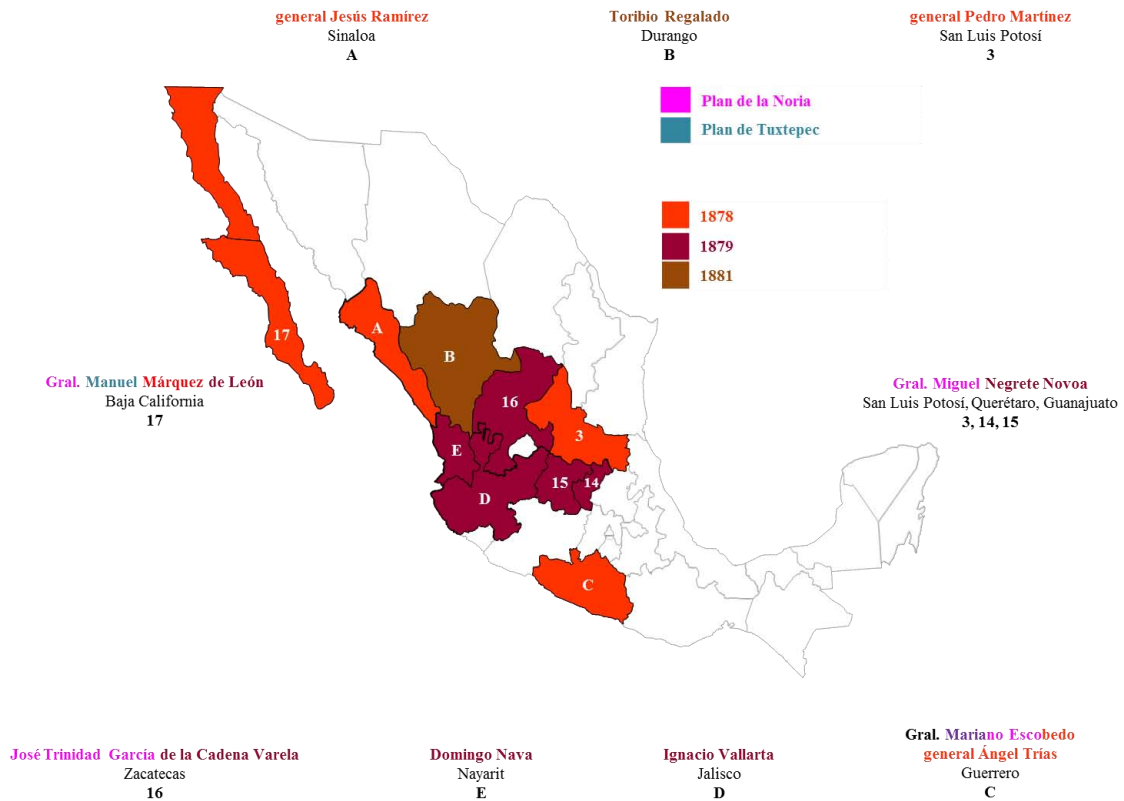 general Jesús Ramírez
Sinaloa
A
Toribio Regalado
Durango
B
general Pedro Martínez
San Luis Potosí
3
Plan de la Noria
Plan de Tuxtepec
1878
1879
1881
17
A
B
16
3
E
15
14
D
C
Gral. Manuel Márquez de León
Baja California
17
Gral. Miguel Negrete Novoa
San Luis Potosí, Querétaro, Guanajuato
3, 14, 15
José Trinidad García de la Cadena Varela
Zacatecas
16
Domingo Nava
Nayarit
E
Ignacio Vallarta
Jalisco
D
Gral. Mariano Escobedo
general Ángel Trías
Guerrero
C